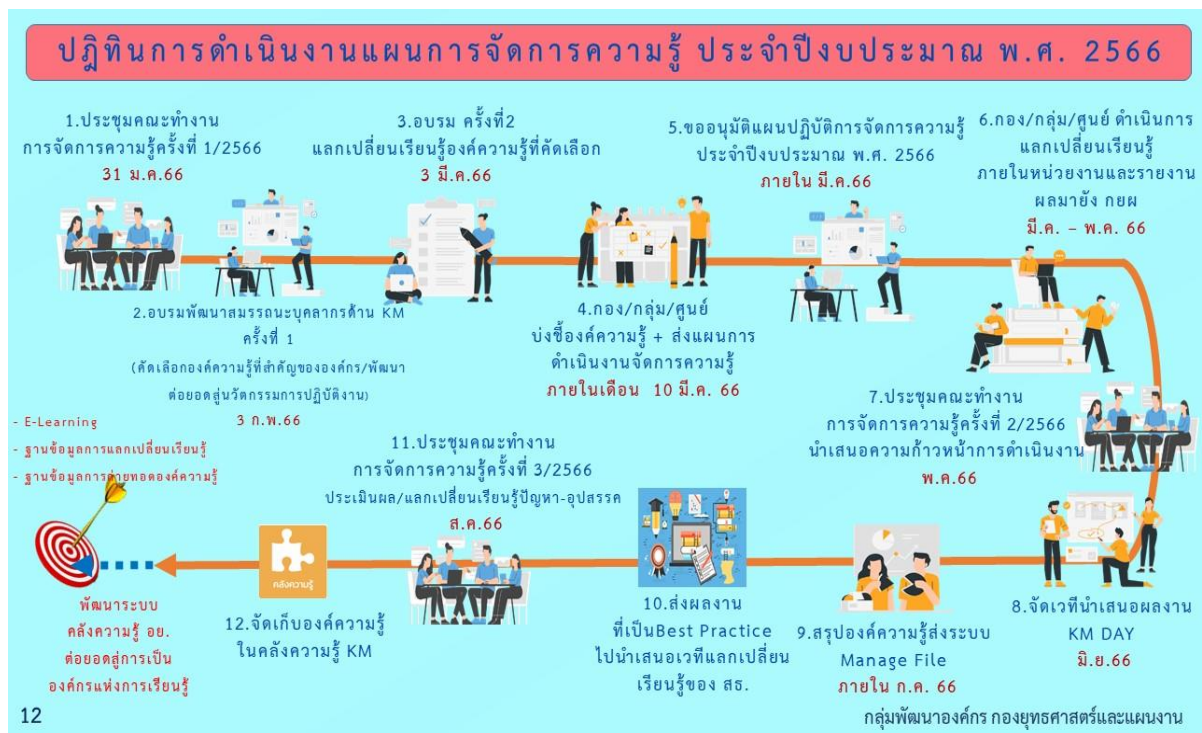 ปฎิทินการดำเนินงานแผนการจัดการความรู้ ประจำปีงบประมาณ พ.ศ. 2566
1.ประชุมคณะทำงาน
การจัดการความรู้ครั้งที่ 1/2566
31 ม.ค.66
2.อบรมพัฒนาสมรรถนะบุคลากรด้าน KM
ครั้งที่ 1
(คัดเลือกองค์ความรู้ที่สำคัญขององค์กร/พัฒนา
ต่อยอดสู่นวัตกรรมการปฏิบัติงาน)
3 ก.พ.66
3.อบรม ครั้งที่2
แลกเปลี่ยนเรียนรู้องค์ความรู้ที่คัดเลือก
3 มี.ค.66
4.กอง/กลุ่ม/ศูนย์
บ่งชี้องค์ความรู้ + ส่งแผนการ
ดำเนินงานจัดการความรู้
ภายในเดือน 10 มี.ค. 66
5.ขออนุมัติแผนปฏิบัติการจัดการความรู้
ประจำปีงบประมาณ พ.ศ. 2566
ภายใน มี.ค.66
6.กอง/กลุ่ม/ศูนย์ ดำเนินการ
แลกเปลี่ยนเรียนรู้
ภายในหน่วยงานและรายงาน
ผลมายัง กยผ
มี.ค. – พ.ค. 66
7.ประชุมคณะทำงาน
การจัดการความรู้ครั้งที่ 2/2566
นำเสนอความก้าวหน้าการดำเนินงาน
พ.ค.66
8.จัดเวทีนำเสนอผลงาน
KM DAY
มิ.ย.66
9.สรุปองค์ความรู้ส่งระบบ
Manage File
ภายใน ก.ค. 66
10.ส่งผลงาน
ที่เป็นBest Practice
ไปนำเสนอเวทีแลกเปลี่ยน
เรียนรู้ของ สธ.
11.ประชุมคณะทำงาน
การจัดการความรู้ครั้งที่ 3/2566
ประเมินผล/แลกเปลี่ยนเรียนรู้ปัญหา-อุปสรรค
ส.ค.66
คลังความรู้
12.จัดเก็บองค์ความรู้
ในคลังความรู้ KM
- E-Learning
- ฐานข้อมูลการแลกเปลี่ยนเรียนรู้
- ฐานข้อมูลการถ่ายทอดองค์ความรู้
พัฒนาระบบ
คลังความรู้ อย.
ต่อยอดสู่การเป็น
องค์กรแห่งการเรียนรู้
12
กลุ่มพัฒนาองค์กร กองยุทธศาสตร์และแผนงาน